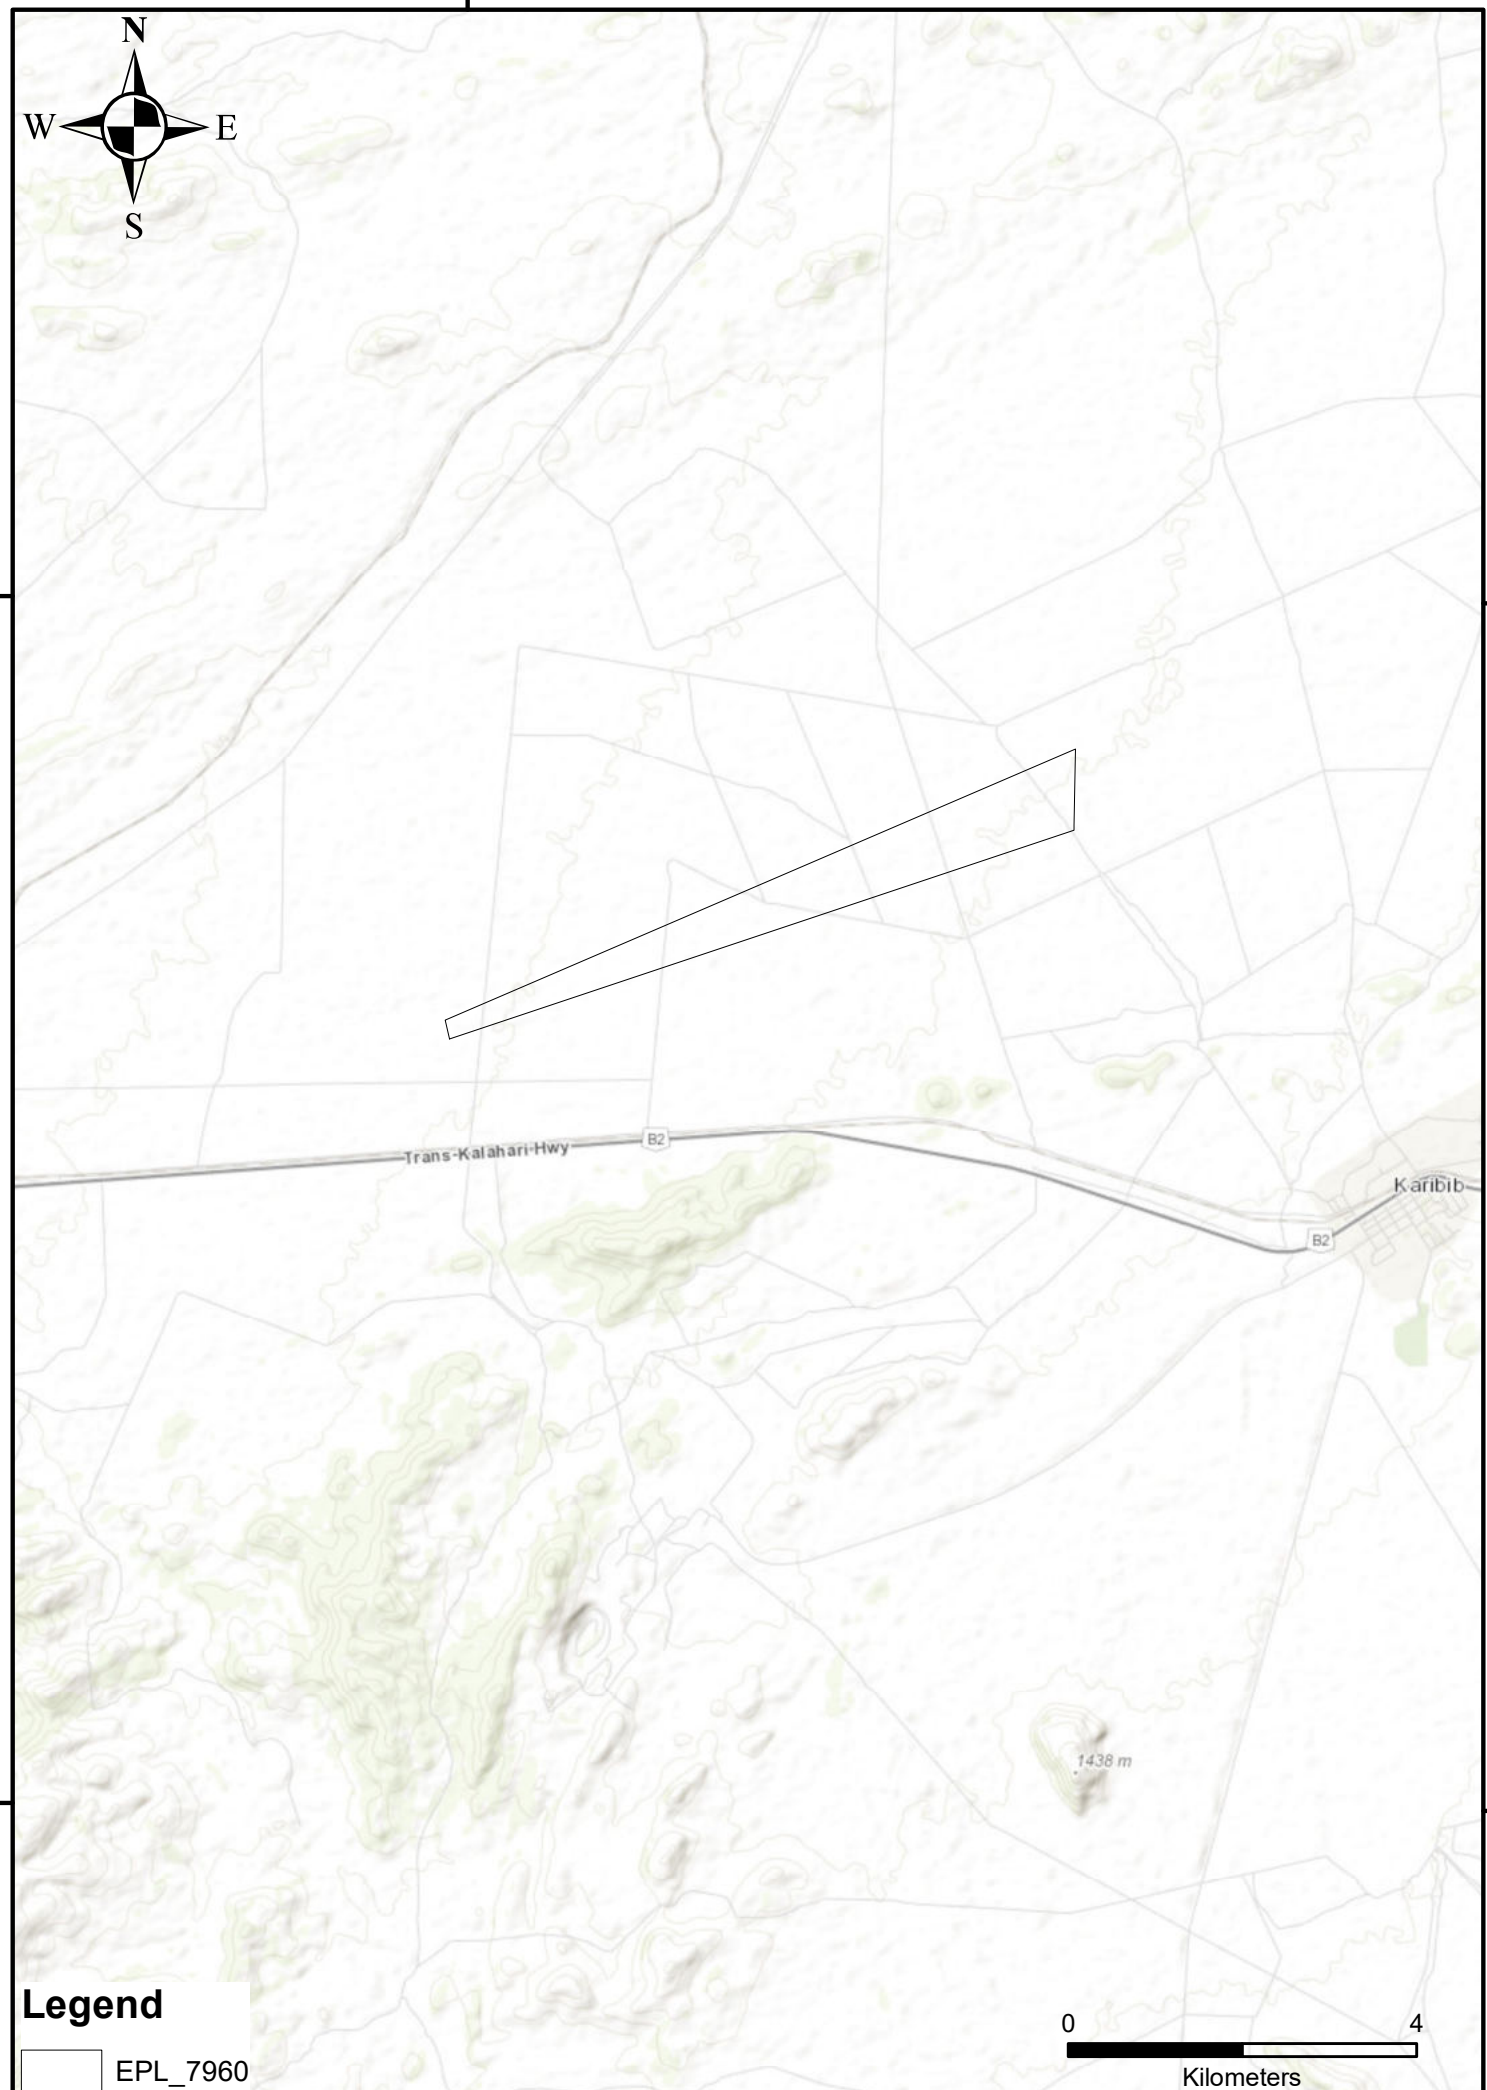 N
W E
S
Trans-Kalahari-Hwy
B2
Karibib
B2
1438 m
Legend
EPL_7960
0 4
Kilometers